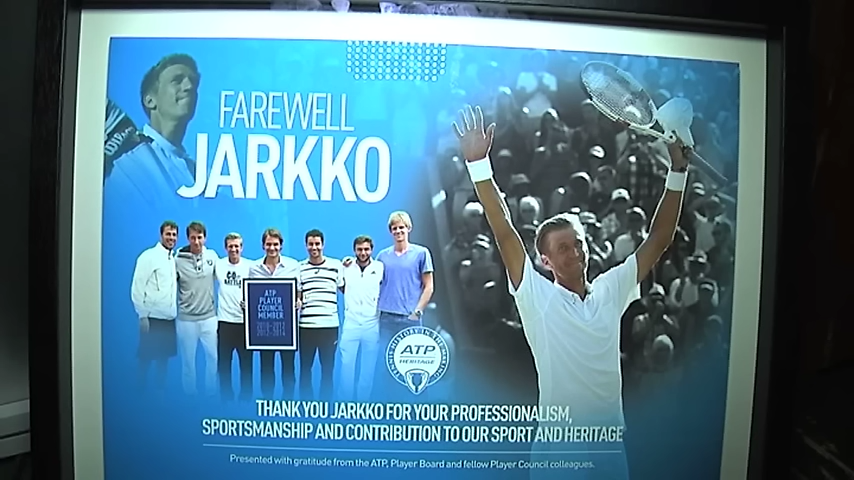 FAREWELL
JARKKO
ATP
PLAYER
COUNCIL
MEMBER
ATP
HERITAGE
THANK YOU JARKKO FOR YOUR PROFESSIONALISM,
SPORTSMANSHIP AND CONTRIBUTION TO OUR SPORT AND HERITAGE
Presented with gratitude from the ATP, Player Board and fellow Player Council colleagues.